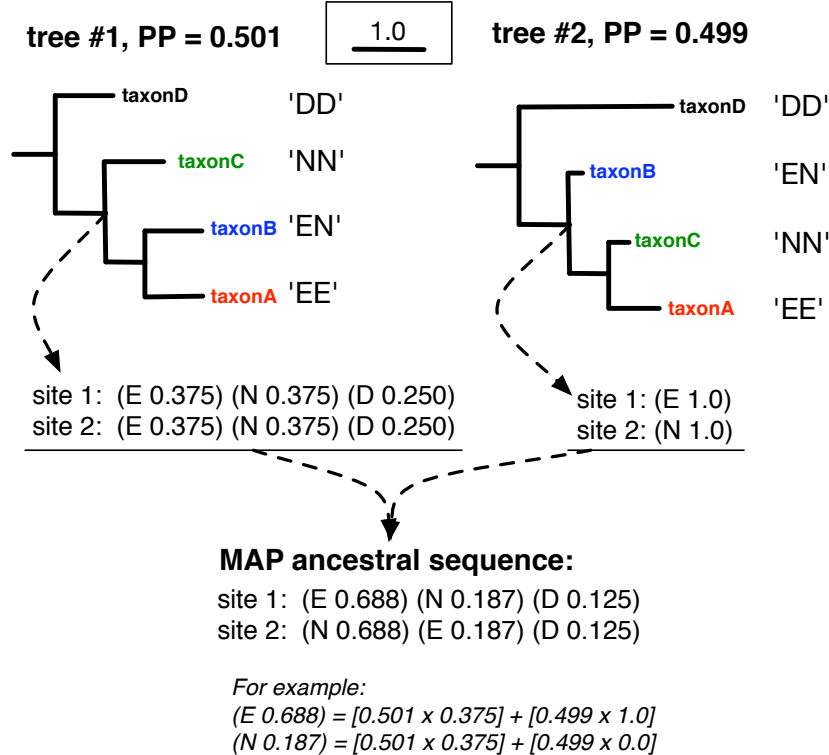 tree #1, PP = 0.501
1.0
tree #2, PP = 0.499
taxonD 'DD'
taxonC 'NN'
taxonB 'EN'
taxonA 'EE'
taxonD 'DD'
taxonB 'EN'
taxonC 'NN'
taxonA 'EE'
site 1: (E 0.375) (N 0.375) (D 0.250)
site 2: (E 0.375) (N 0.375) (D 0.250)
site 1: (E 1.0)
site 2: (N 1.0)
MAP ancestral sequence:
site 1: (E 0.688) (N 0.187) (D 0.125)
site 2: (N 0.688) (E 0.187) (D 0.125)
For example:
(E 0.688) = [0.501 x 0.375] + [0.499 x 1.0]
(N 0.187) = [0.501 x 0.375] + [0.499 x 0.0]